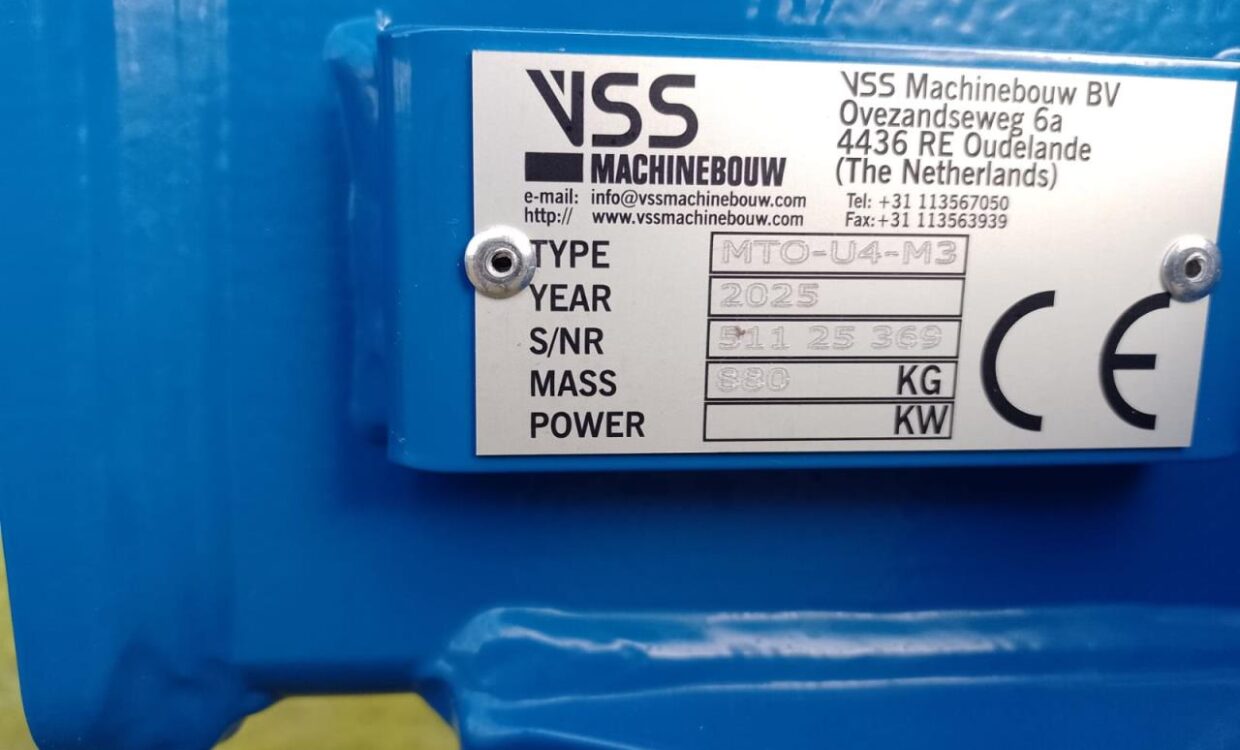 VSS
MACHINEBOUW
e-mail: info@vssmachinebouw.com
http:// www.vssmachinebouw.com
VSS Machinebouw BV
Ovezandseweg 6a
4436 RE Oudelande
(The Netherlands)
Tel: +31 113567050
Fax:+31 113563939
TYPE MTO-U4-M3
YEAR 2025
S/NR 511 25 369
MASS 880 KG
POWER KW
CE